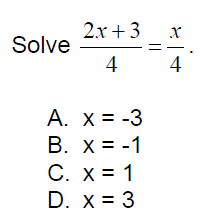 Solve (2x+3)/4 = x/4 .
A. x = -3
B. x = -1
C. x = 1
D. x = 3